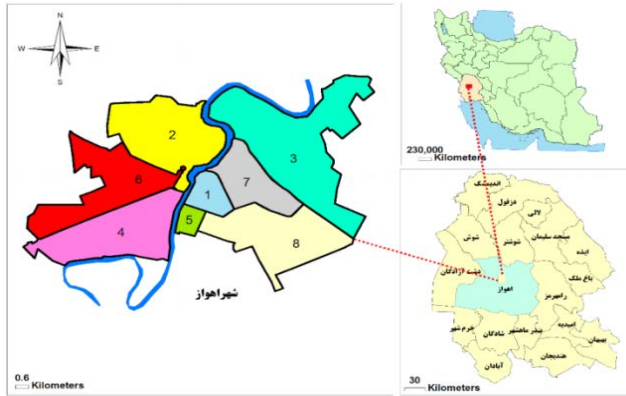 N
W E
S
2
3
6
1
7
4
5
8
شهراهواز
0.6
Kilometers
230,000
Kilometers
اندیمشک
دزفول
لالی
شوش
شوشتر
مسجد سلیمان
ایذه
دشت آزادگان
باغ ملک
اهواز
رامهرمز
خرم شهر
شادگان
بندر ماهشهر
امیدیه
بهبهان
هندیجان
آبادان
30
Kilometers